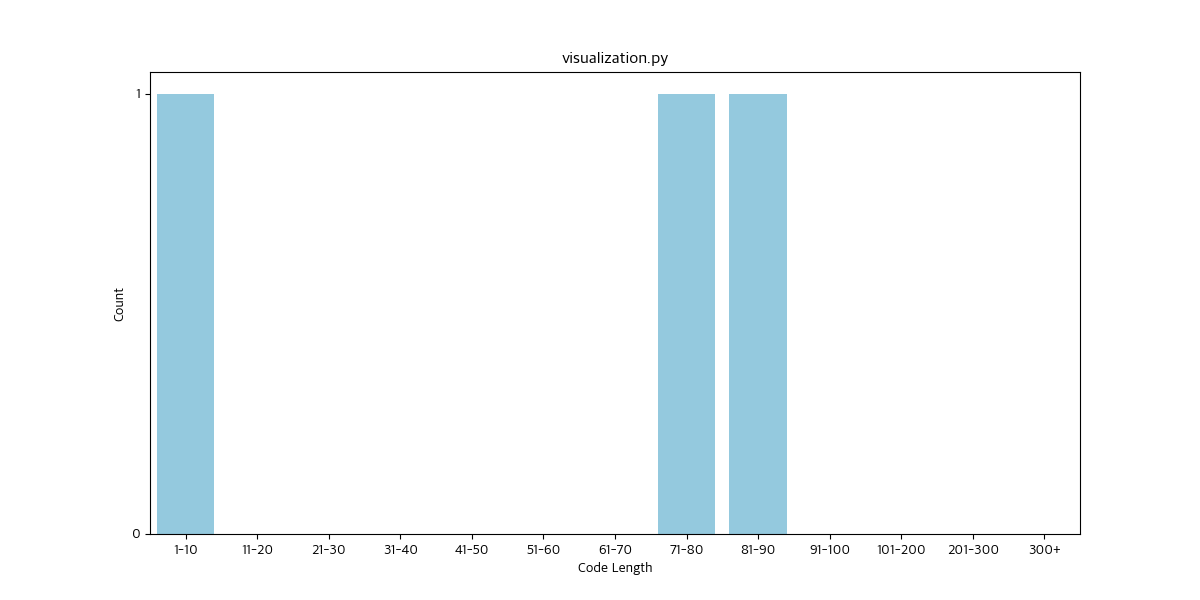 visualization.py
1
Count
0
1-10 11-20 21-30 31-40 41-50 51-60 61-70 71-80 81-90 91-100 101-200 201-300 300+
Code Length